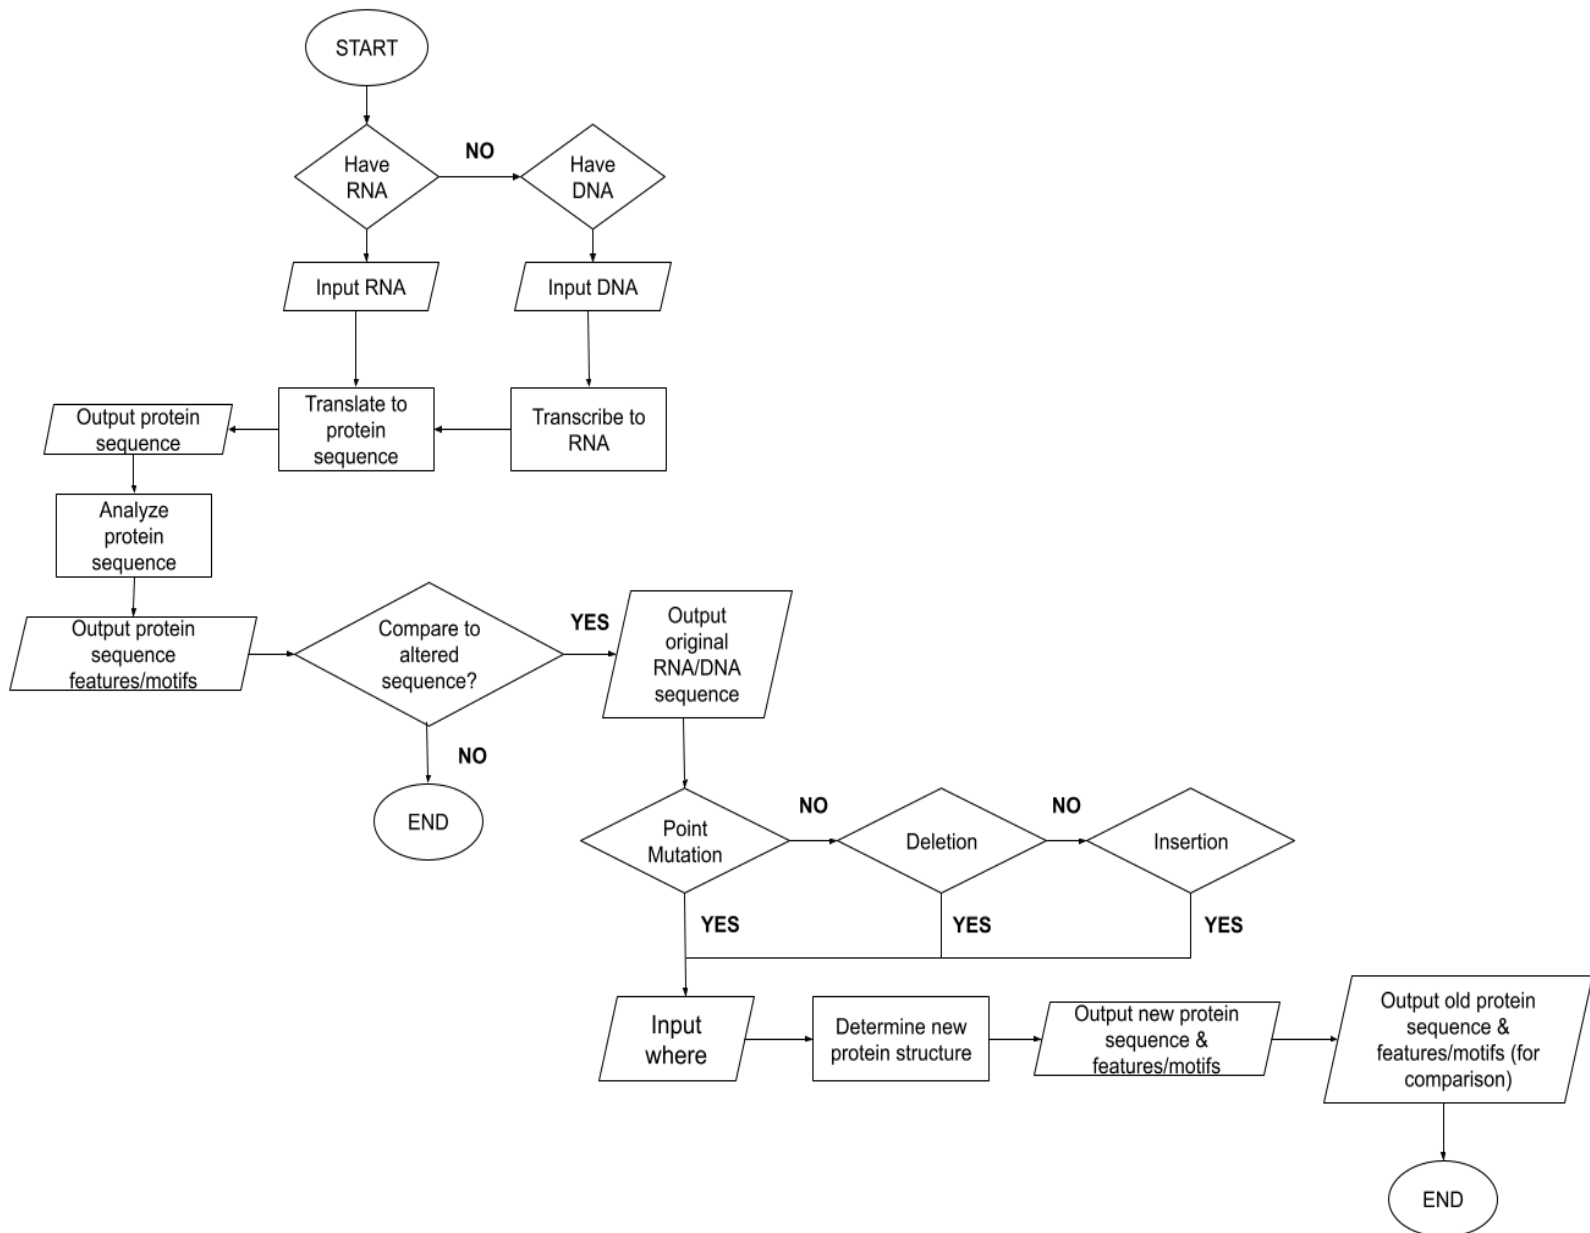 START
Have
RNA
NO
Have
DNA
Input RNA
Input DNA
Output protein
sequence
Translate to
protein
sequence
Transcribe to
RNA
Analyze
protein
sequence
Output protein
sequence
features/motifs
Compare to
altered
sequence?
YES
Output
original
RNA/DNA
sequence
NO
END
Point
Mutation
NO
Deletion
NO
Insertion
YES
YES
YES
Input
where
Determine new
protein structure
Output new protein
sequence &
features/motifs
Output old protein
sequence &
features/motifs (for
comparison)
END